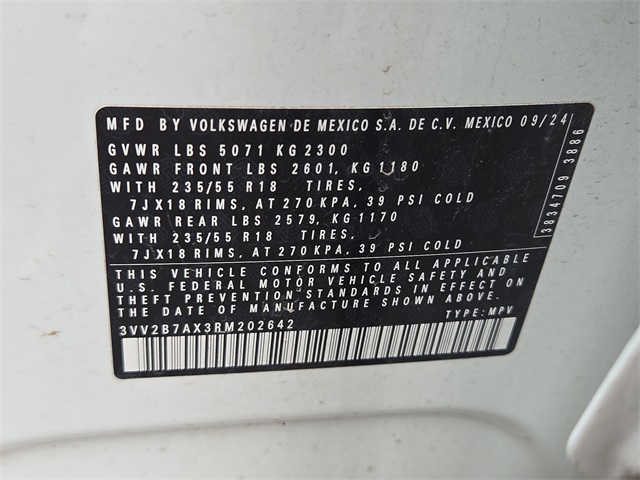 MFD BY VOLKSWAGEN DE MEXICO S.A. DE C.V. MEXICO 09/24
GVWR LBS 5071 KG 2300
GAWR FRONT LBS 2601, KG 1180
WITH 235/55 R18 TIRES,
7JX18 RIMS, AT 270 KPA, 39 PSI COLD
GAWR REAR LBS 2579, KG 1170
WITH 235/55 R18 TIRES,
7JX18 RIMS, AT 270 KPA, 39 PSI COLD
THIS VEHICLE CONFORMS TO ALL APPLICABLE
U.S. FEDERAL MOTOR VEHICLE SAFETY AND
THEFT PREVENTION STANDARDS IN EFFECT ON
THE DATE OF MANUFACTURE SHOWN ABOVE.
3VV2B7AX3RM202642 TYPE: MPV
3834709 3886